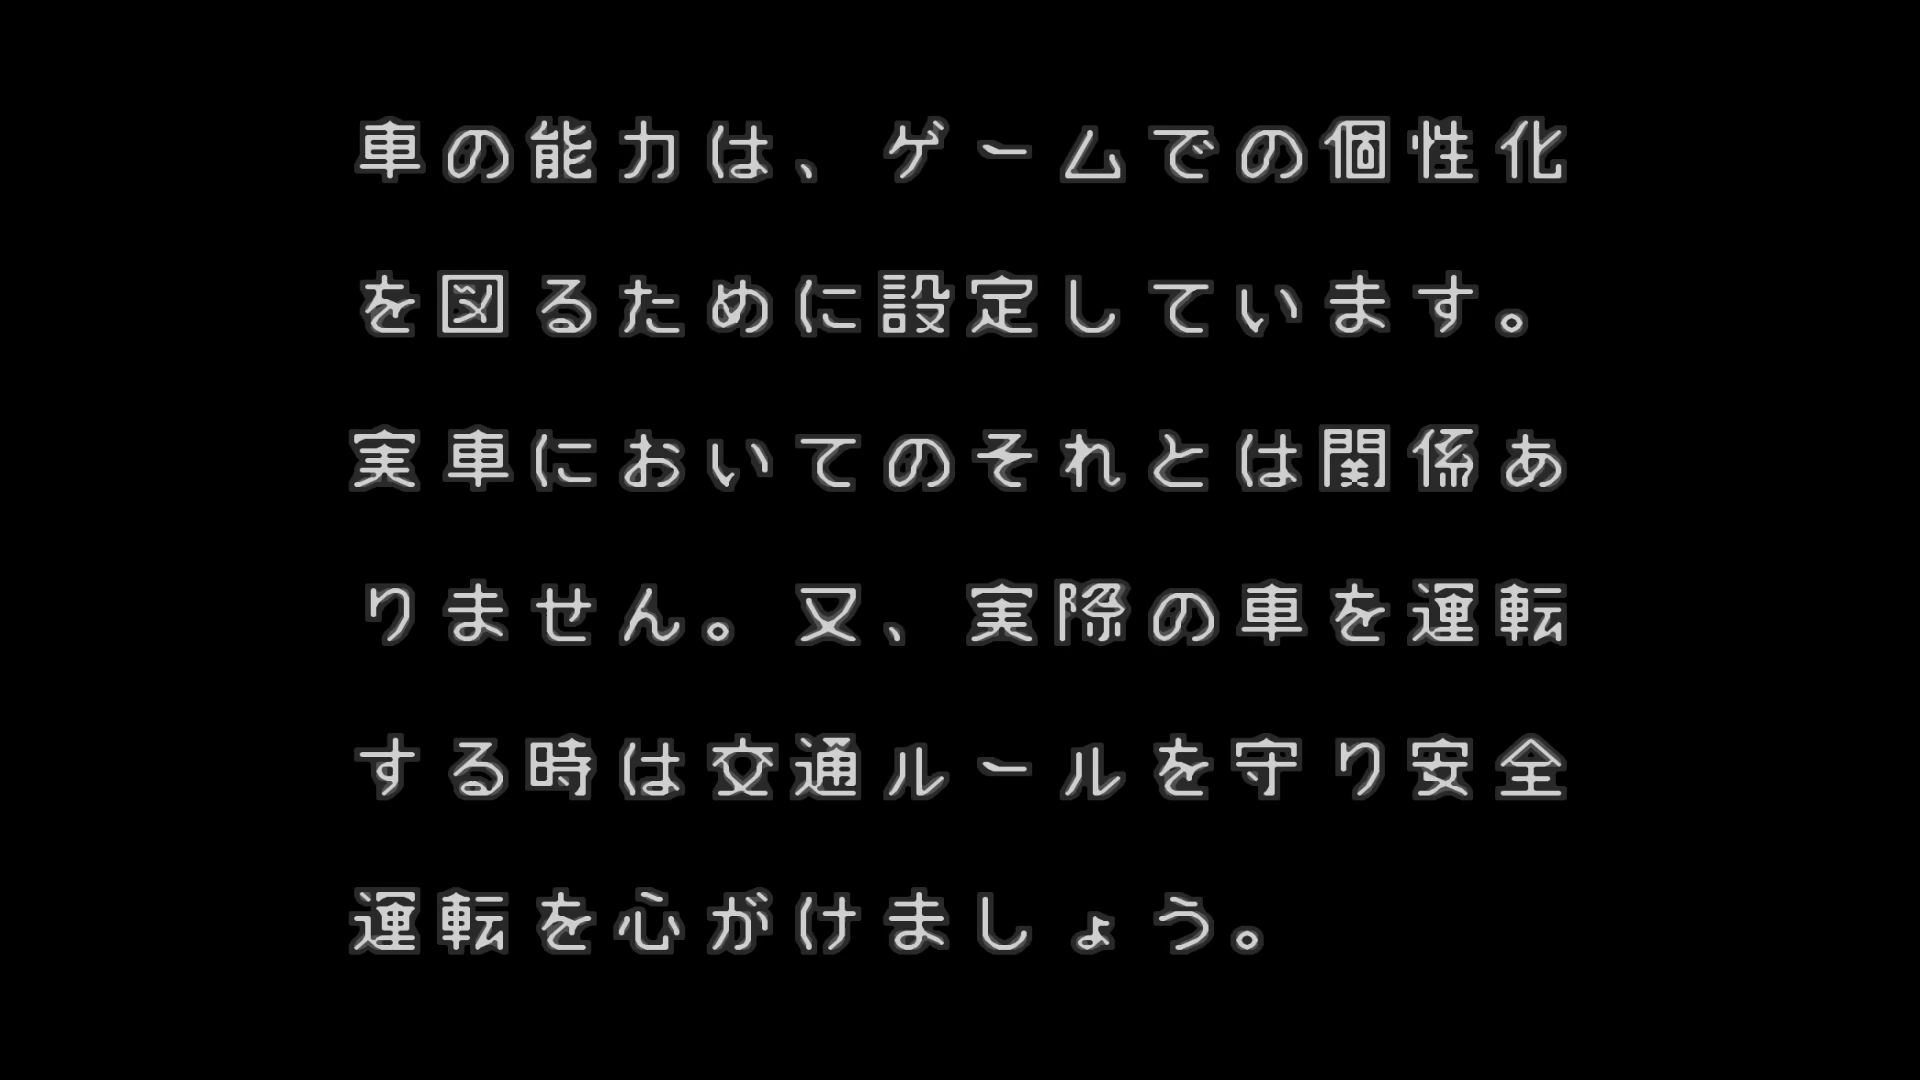 車の能力は、ゲームでの個性化
を図るために設定しています。
実車においてのそれとは関係あ
りません。又、実際の車を運転
する時は交通ルールを守り安全
運転を心がけましょう。